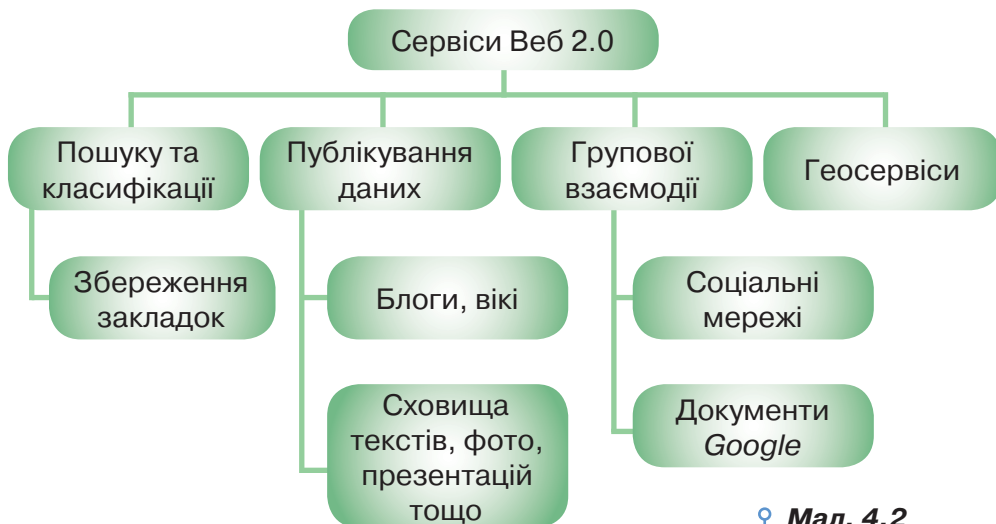 Сервіси Веб 2.0
Пошуку та
класифікації
Публікування
даних
Групової
взаємодії
Геосервіси
Збереження
закладок
Блоги, вікі
Соціальні
мережі
Сховища
текстів, фото,
презентацій
тощо
Документи
Google
Мал. 4.2